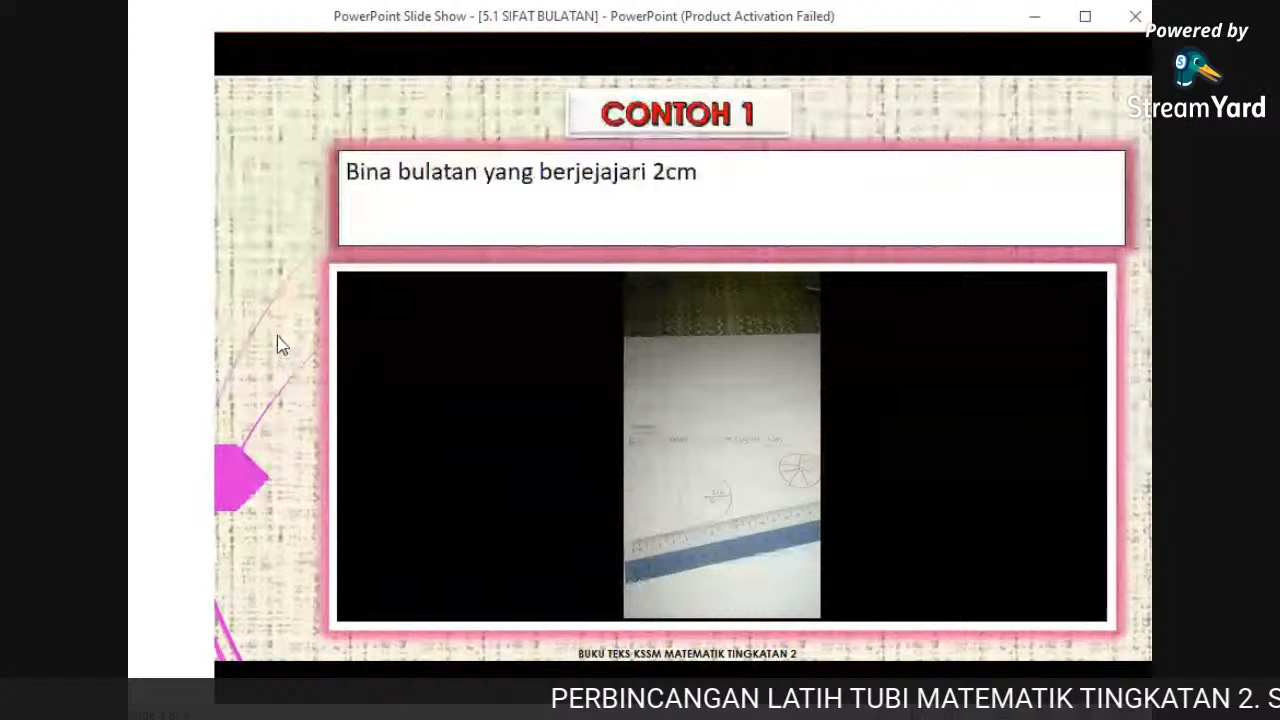 PowerPoint Slide Show - [5.1 SIFAT BULATAN] - PowerPoint (Product Activation Failed)
Powered by
StreamYard
CONTOH 1
Bina bulatan yang berjejajari 2cm
BUKU TEKS KSSM MATEMATIK TINGKATAN 2
PERBINCANGAN LATIH TUBI MATEMATIK TINGKATAN 2. S